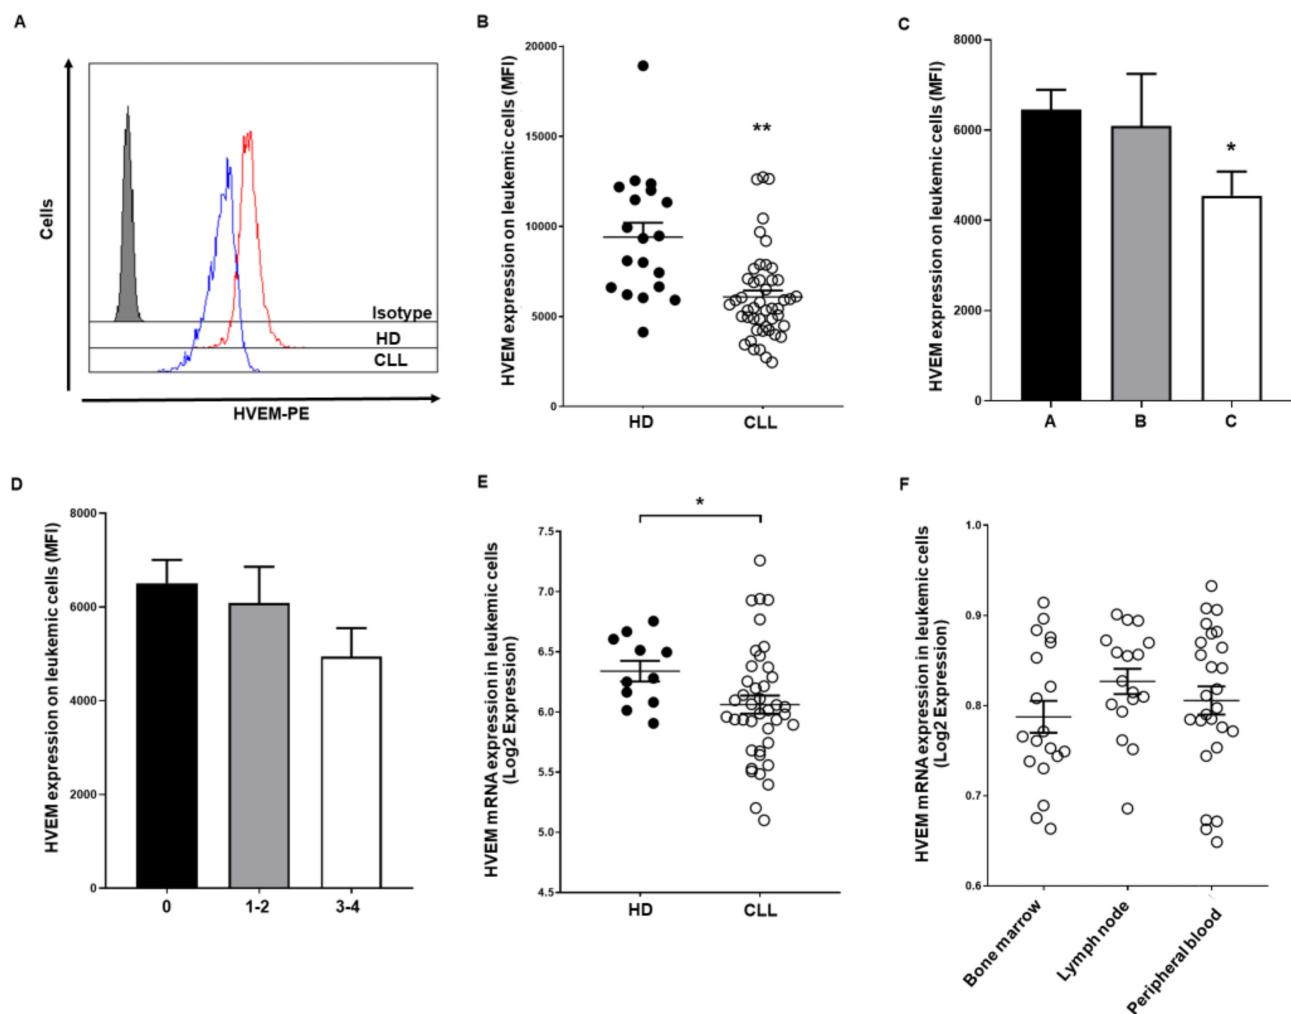 A
Cells
Isotype
HD
CLL
HVEM-PE
B
HVEM expression on leukemic cells (MFI)
20000
15000
10000
5000
0
**
HD
CLL
C
HVEM expression on leukemic cells (MFI)
8000
6000
4000
2000
0
*
A
B
C
D
HVEM expression on leukemic cells (MFI)
8000
6000
4000
2000
0
0
1-2
3-4
E
HVEM mRNA expression in leukemic cells
(Log2 Expression)
7.5
7.0
6.5
6.0
5.5
5.0
4.5
*
HD
CLL
F
HVEM mRNA expression in leukemic cells
(Log2 Expression)
1.0
0.9
0.8
0.7
0.6
Bone marrow
Lymph node
Peripheral blood